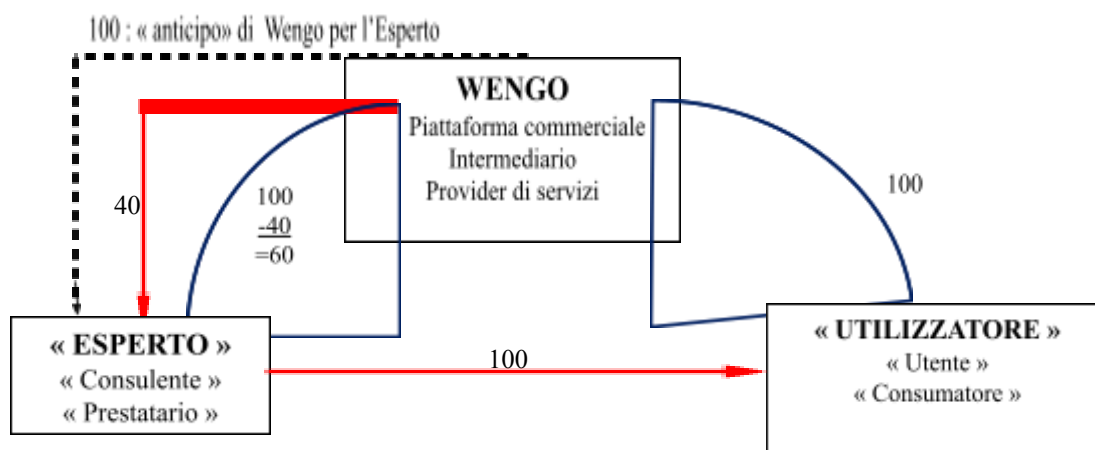 100 : « anticipo» di Wengo per l’Esperto
WENGO
Piattaforma commerciale
Intermediario
Provider di servizi
40
100
-40
=60
100
« ESPERTO »
« Consulente »
« Prestatario »
100
« UTILIZZATORE »
« Utente »
« Consumatore »